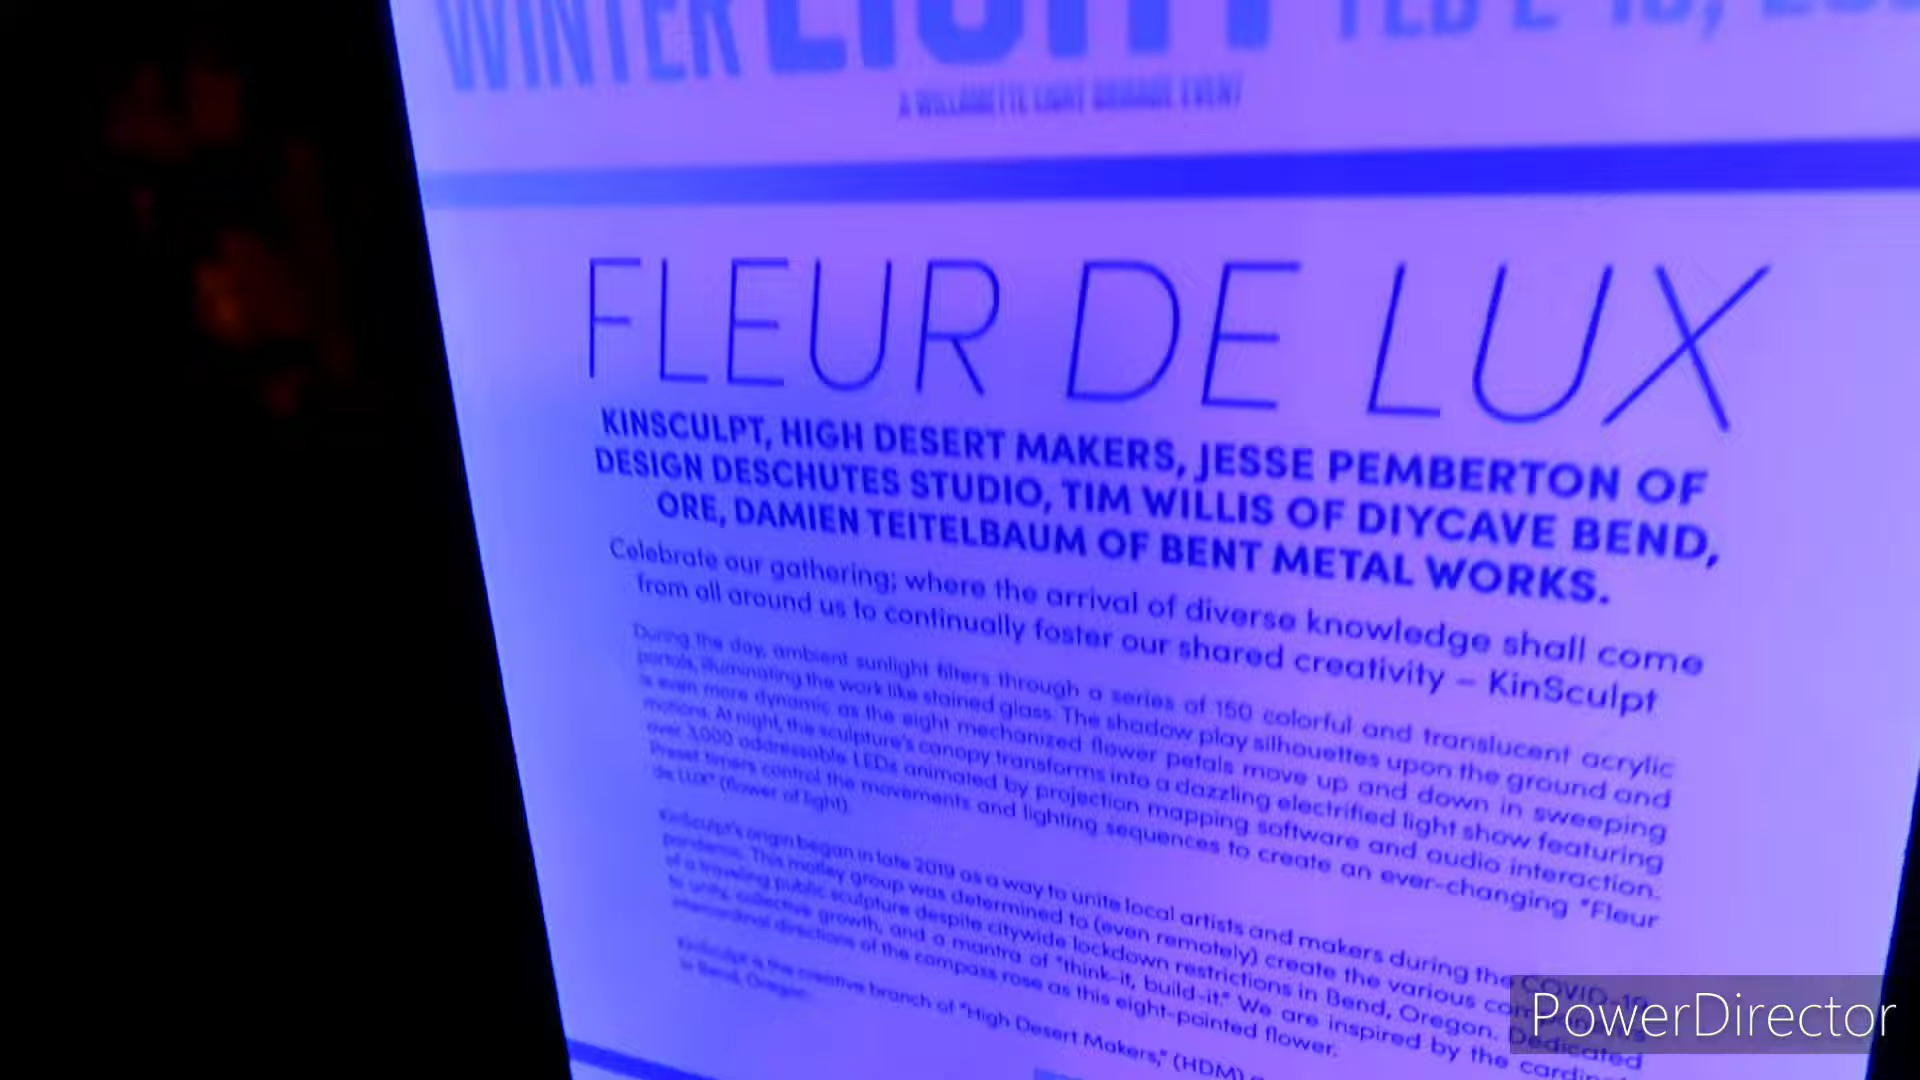 WINTER LIGHT FEB 2
A WILLAMETTE LIGHT BRIGADE EVENT
FLEUR DE LUX
KINSCULPT, HIGH DESERT MAKERS, JESSE PEMBERTON OF
DESIGN DESCHUTES STUDIO, TIM WILLIS OF DIYCAVE BEND,
ORE, DAMIEN TEITELBAUM OF BENT METAL WORKS.
Celebrate our gathering; where the arrival of diverse knowledge shall come
from all around us to continually foster our shared creativity – KinSculpt
During the day, ambient sunlight filters through a series of 150 colorful and translucent acrylic
portals, illuminating the work like stained glass. The shadow play silhouettes upon the ground and
is even more dynamic as the eight mechanized flower petals move up and down in sweeping
motions. At night, the sculpture's canopy transforms into a dazzling electrified light show featuring
over 3,000 addressable LEDs animated by projection mapping software and audio interaction.
Preset timers control the movements and lighting sequences to create an ever-changing "Fleur
de LUX" (flower of light).
KinSculpt's origin began in late 2019 as a way to unite local artists and makers during the COVID-19
pandemic. This motley group was determined to (even remotely) create the various
of a traveling public sculpture despite citywide lockdown restrictions in Bend, Oregon. Dedicated
to unity, collective growth, and a mantra of "think-it, build-it." We are inspired by the
intercardinal directions of the compass rose as this eight-pointed flower.
KinSculpt is the creative branch of "High Desert Makers," (HDM)
in Bend, Oregon.
PowerDirector